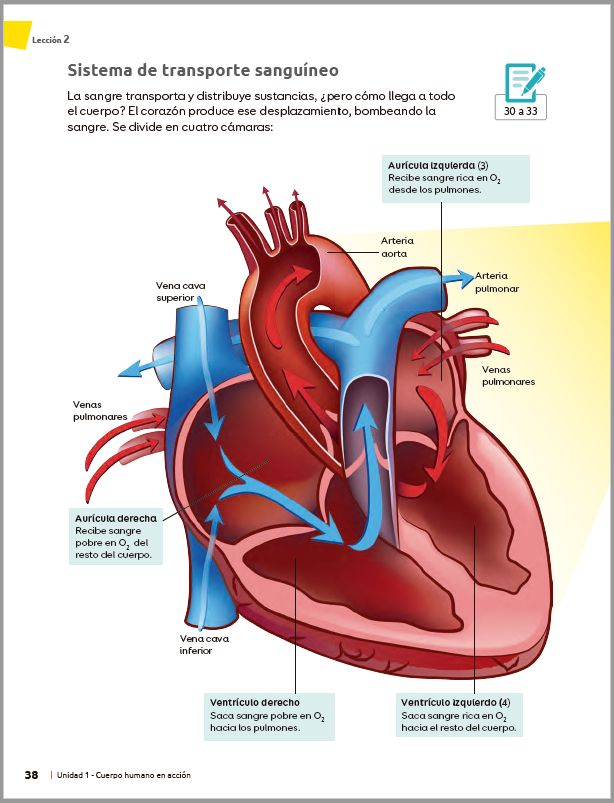 Lección 2
Sistema de transporte sanguíneo
La sangre transporta y distribuye sustancias, ¿pero cómo llega a todo
el cuerpo? El corazón produce ese desplazamiento, bombeando la
sangre. Se divide en cuatro cámaras:
30 a 33
Aurícula izquierda (3)
Recibe sangre rica en O2
desde los pulmones.
Arteria
aorta
Arteria
pulmonar
Vena cava
superior
Venas
pulmonares
Venas
pulmonares
Aurícula derecha
Recibe sangre
pobre en O2 del
resto del cuerpo.
Vena cava
inferior
Ventrículo derecho
Saca sangre pobre en O2
hacia los pulmones.
Ventrículo izquierdo (4)
Saca sangre rica en O2
hacia el resto del cuerpo.
38 | Unidad 1 - Cuerpo humano en acción